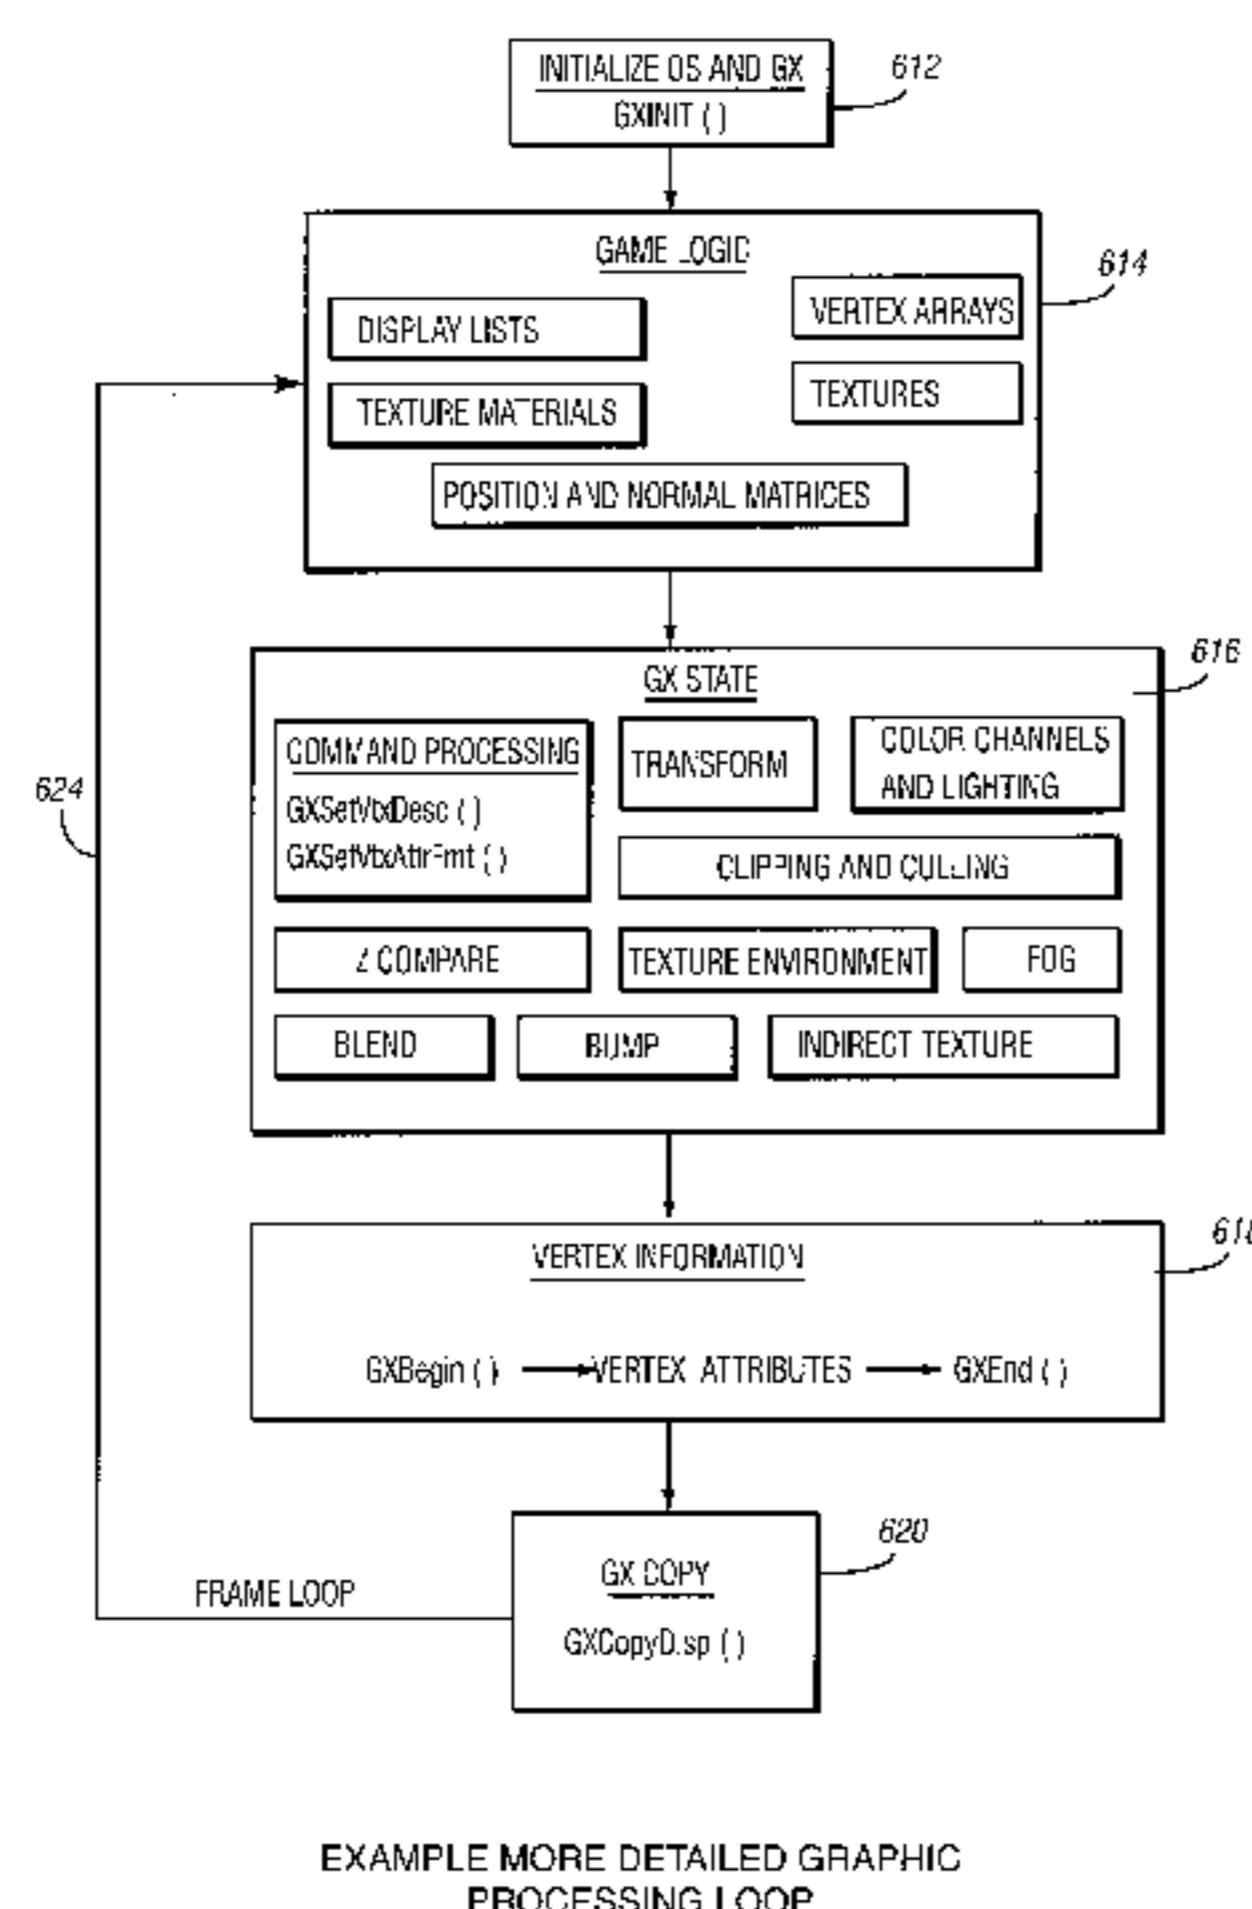 INITIALIZE OS AND GX
GXINIT ( )
612
GAME LOGIC
614
DISPLAY LISTS
VERTEX ARRAYS
TEXTURE MATERIALS
TEXTURES
POSITION AND NORMAL MATRICES
616
GX STATE
COMMAND PROCESSING
GXSetVtxDesc ( )
GXSetVtxAttrFmt ( )
TRANSFORM
COLOR CHANNELS
AND LIGHTING
CLIPPING AND CULLING
624
Z COMPARE
TEXTURE ENVIRONMENT
FOG
BLEND
BUMP
INDIRECT TEXTURE
618
VERTEX INFORMATION
GXBegin ( )
VERTEX ATTRIBUTES
GXEnd ( )
620
GX COPY
GXCopyDisp ( )
FRAME LOOP
EXAMPLE MORE DETAILED GRAPHIC
PROCESSING LOOP